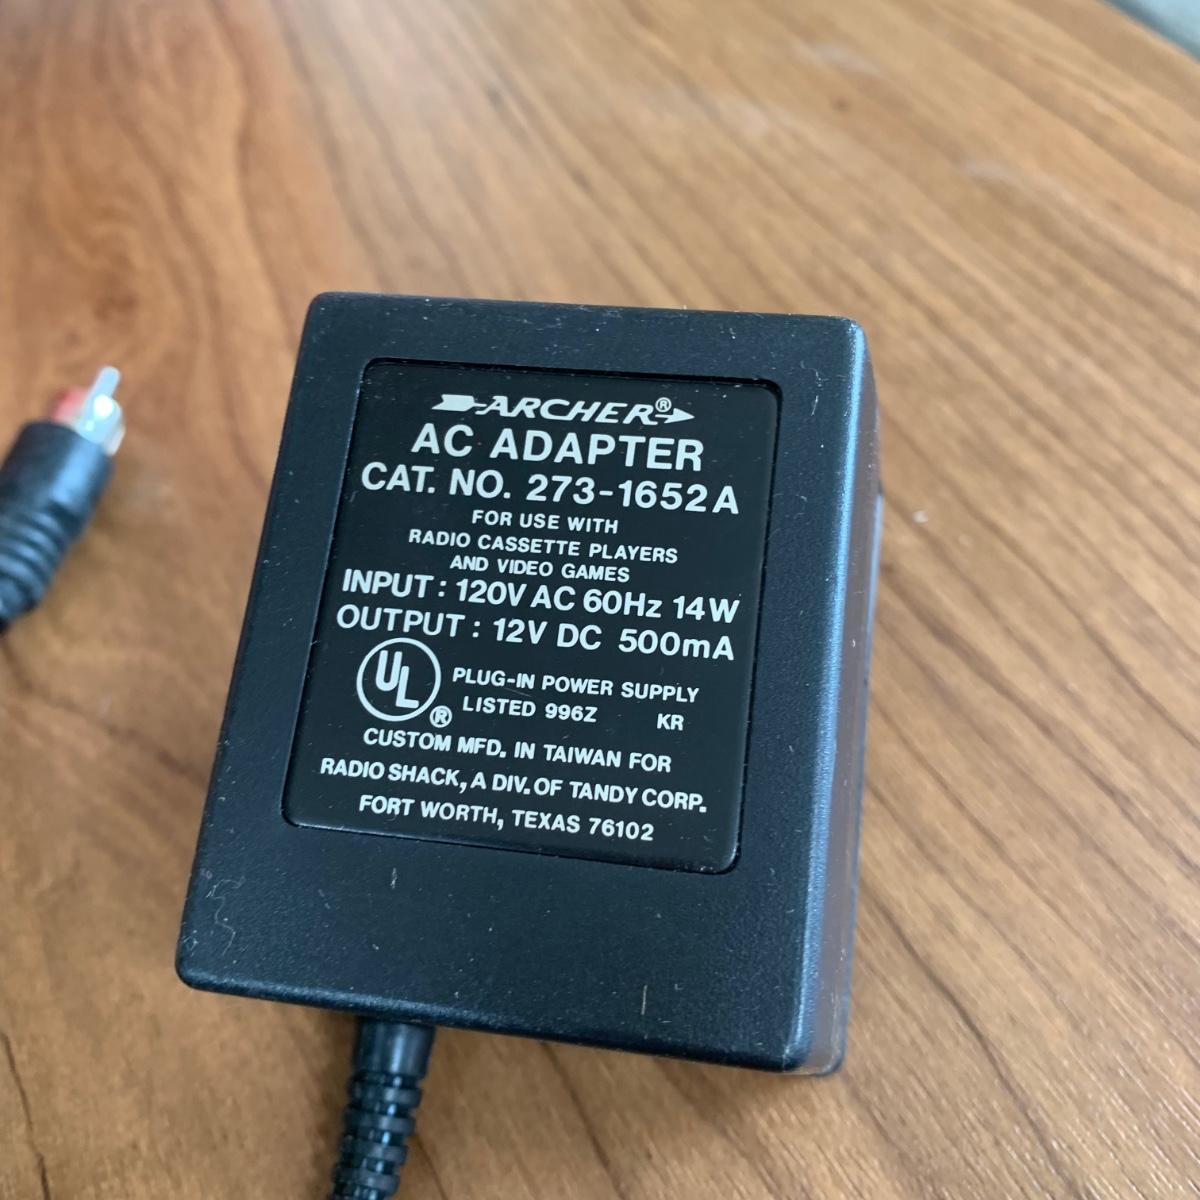 ARCHER®
AC ADAPTER
CAT. NO. 273-1652A
FOR USE WITH
RADIO CASSETTE PLAYERS
AND VIDEO GAMES
INPUT : 120V AC 60Hz 14W
OUTPUT : 12V DC 500mA
UL® PLUG-IN POWER SUPPLY
LISTED 996Z KR
CUSTOM MFD. IN TAIWAN FOR
RADIO SHACK, A DIV. OF TANDY CORP.
FORT WORTH, TEXAS 76102